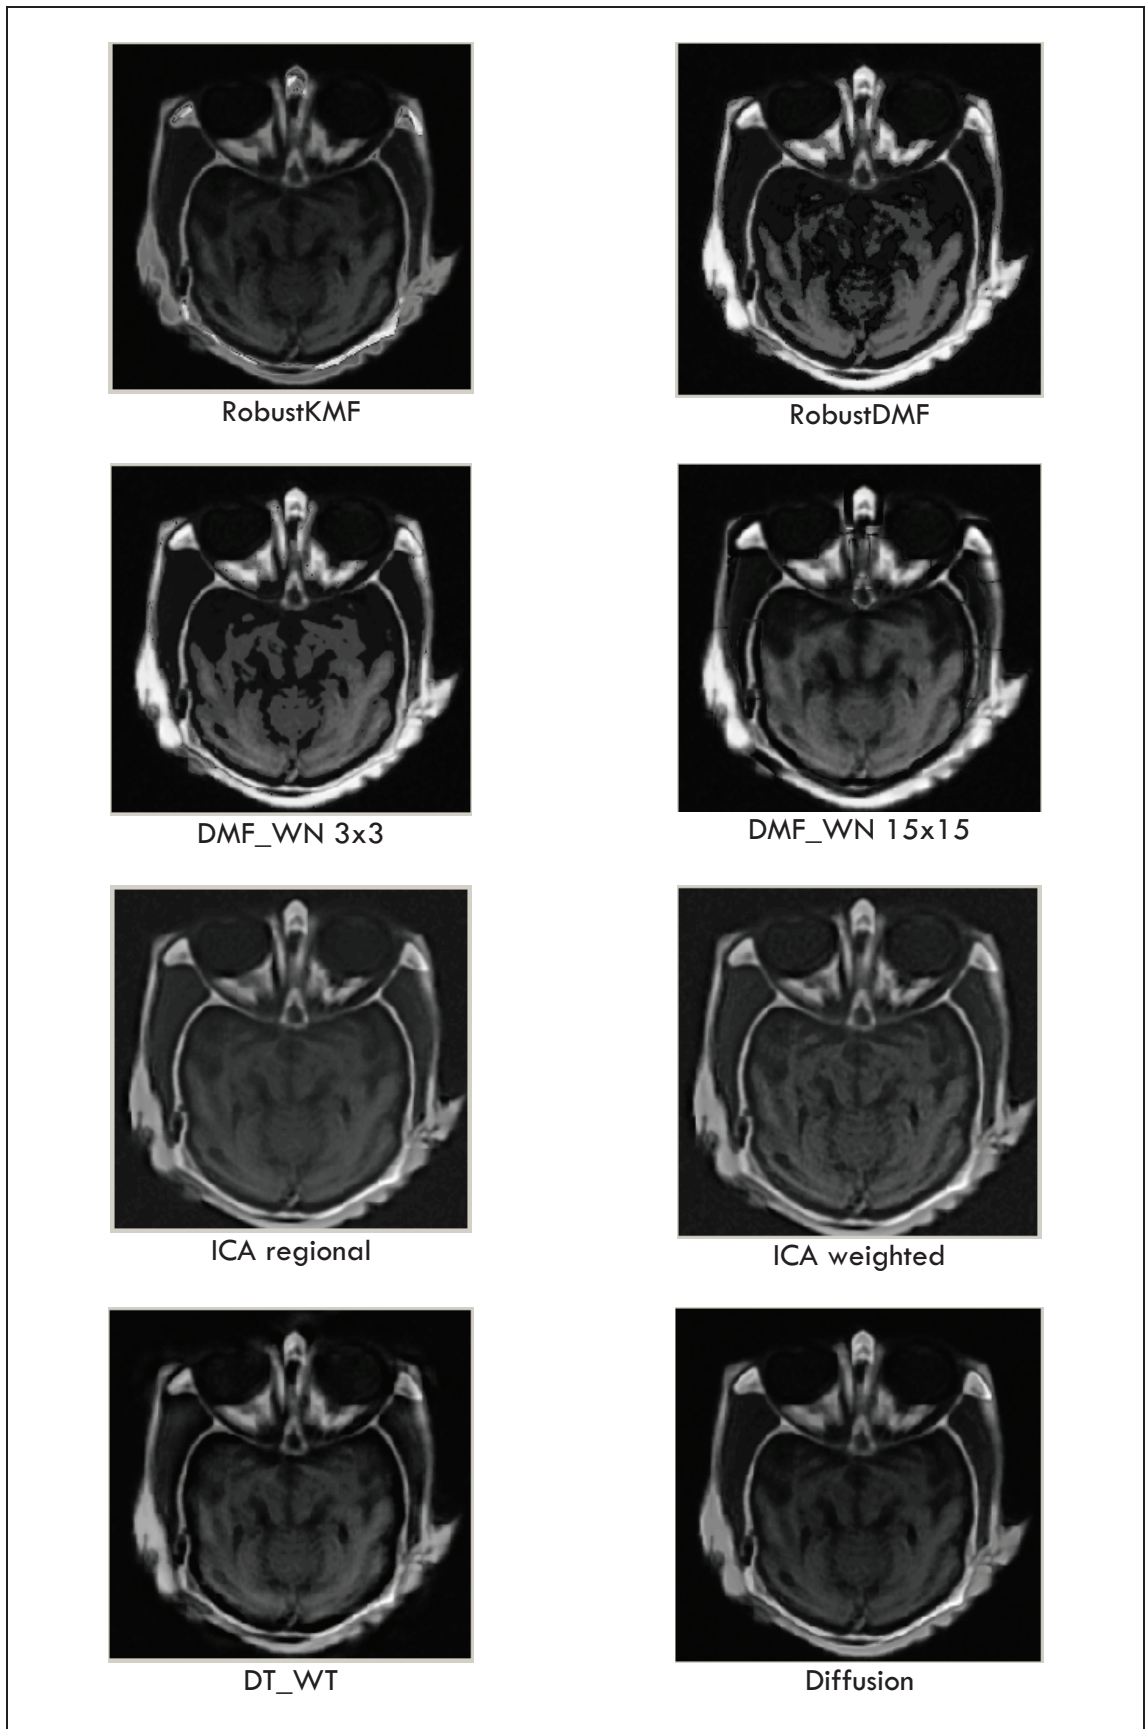 RobustKMF
RobustDMF
DMF_WN 3x3
DMF_WN 15x15
ICA regional
ICA weighted
DT_WT
Diffusion